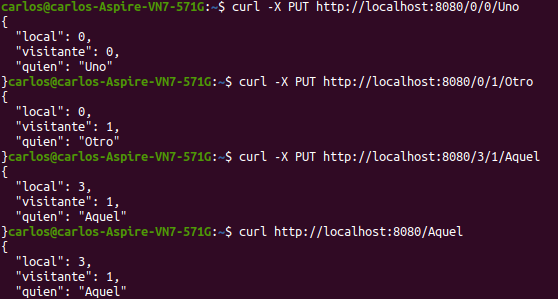 carlos@carlos-Aspire-VN7-571G:~$ curl -X PUT http://localhost:8080/0/0/Uno
{
  "local": 0,
  "visitante": 0,
  "quien": "Uno"
}carlos@carlos-Aspire-VN7-571G:~$ curl -X PUT http://localhost:8080/0/1/Otro
{
  "local": 0,
  "visitante": 1,
  "quien": "Otro"
}carlos@carlos-Aspire-VN7-571G:~$ curl -X PUT http://localhost:8080/3/1/Aquel
{
  "local": 3,
  "visitante": 1,
  "quien": "Aquel"
}carlos@carlos-Aspire-VN7-571G:~$ curl http://localhost:8080/Aquel
{
  "local": 3,
  "visitante": 1,
  "quien": "Aquel"